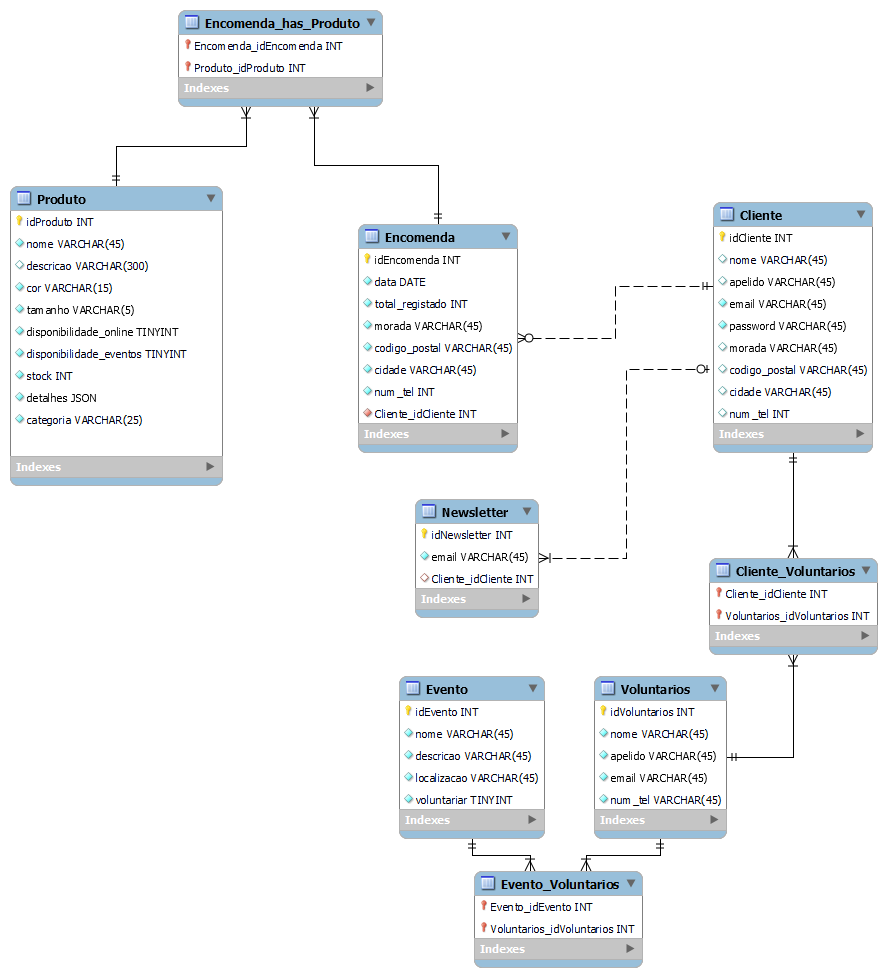 Encomenda_has_Produto
Encomenda_idEncomenda INT
Produto_idProduto INT
Indexes
Produto
idProduto INT
nome VARCHAR(45)
descricao VARCHAR(300)
cor VARCHAR(15)
tamanho VARCHAR(5)
disponibilidade_online TINYINT
disponibilidade_eventos TINYINT
stock INT
detalhes JSON
categoria VARCHAR(25)
Indexes
Encomenda
idEncomenda INT
data DATE
total_registado INT
morada VARCHAR(45)
codigo_postal VARCHAR(45)
cidade VARCHAR(45)
num_tel INT
Cliente_idCliente INT
Indexes
Cliente
idCliente INT
nome VARCHAR(45)
apelido VARCHAR(45)
email VARCHAR(45)
password VARCHAR(45)
morada VARCHAR(45)
codigo_postal VARCHAR(45)
cidade VARCHAR(45)
num_tel INT
Indexes
Newsletter
idNewsletter INT
email VARCHAR(45)
Cliente_idCliente INT
Indexes
Cliente_Voluntarios
Cliente_idCliente INT
Voluntarios_idVoluntarios INT
Indexes
Evento
idEvento INT
nome VARCHAR(45)
descricao VARCHAR(45)
localizacao VARCHAR(45)
voluntariar TINYINT
Indexes
Voluntarios
idVoluntarios INT
nome VARCHAR(45)
apelido VARCHAR(45)
email VARCHAR(45)
num_tel VARCHAR(45)
Indexes
Evento_Voluntarios
Evento_idEvento INT
Voluntarios_idVoluntarios INT
Indexes